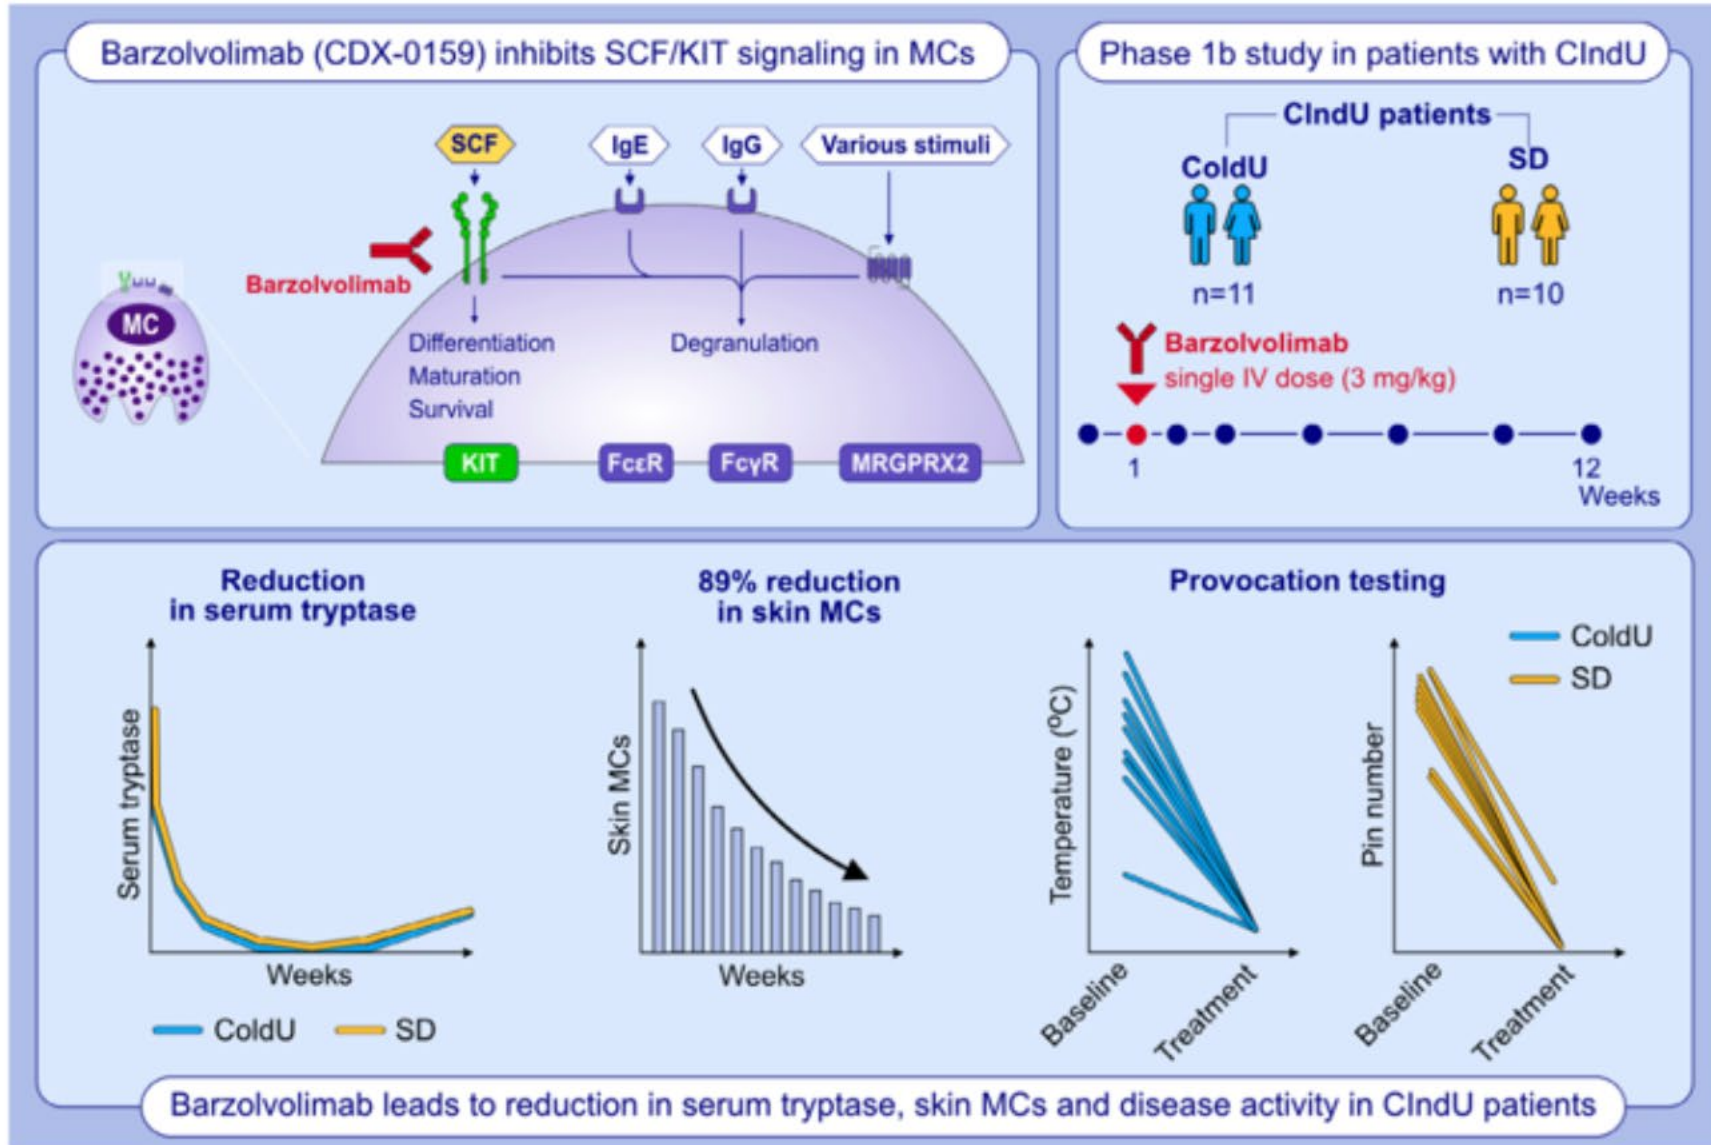 Barzolvolimab (CDX-0159) inhibits SCF/KIT signaling in MCs
SCF
IgE
IgG
Various stimuli
Barzolvolimab
MC
Differentiation
Maturation
Survival
Degranulation
KIT
FcεR
FcγR
MRGPRX2
Phase 1b study in patients with CIndU
CIndU patients
ColdU
SD
n=11
n=10
Barzolvolimab
single IV dose (3 mg/kg)
1
12
Weeks
Reduction
in serum tryptase
Serum tryptase
Weeks
ColdU
SD
89% reduction
in skin MCs
Skin MCs
Weeks
Provocation testing
ColdU
SD
Temperature (ºC)
Baseline
Treatment
Pin number
Baseline
Treatment
Barzolvolimab leads to reduction in serum tryptase, skin MCs and disease activity in CIndU patients